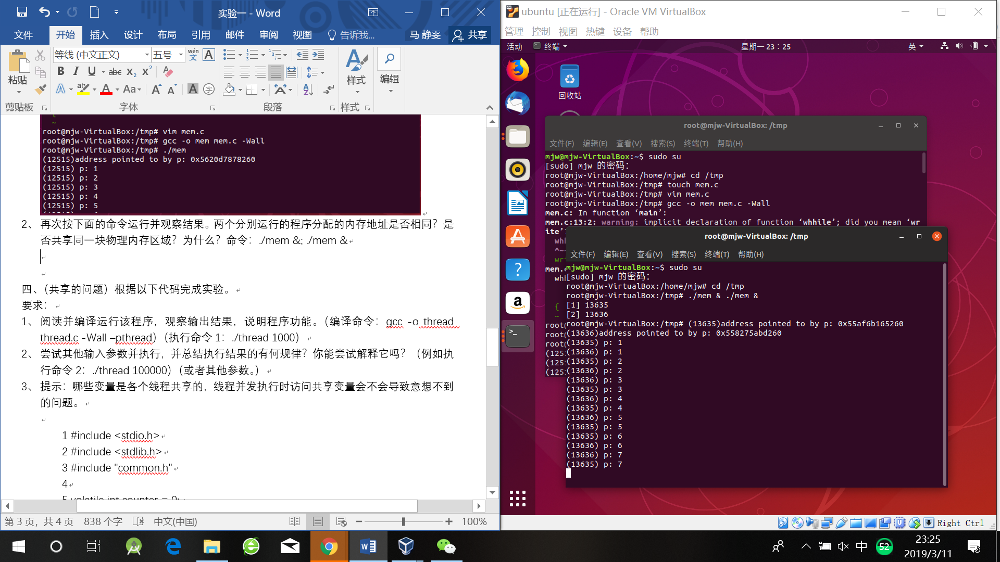 实验一 - Word
文件 开始 插入 设计 布局 引用 邮件 审阅 视图 告诉我... 马 静雯 共享
等线 (中文正文) 五号 wén 文 A
粘贴 B I U abc X₂ X² 样式 编辑
A ab A Aa A A A 字
剪贴板 字体 段落 样式
~
root@mjw-VirtualBox:/tmp# vim mem.c
root@mjw-VirtualBox:/tmp# gcc -o mem mem.c -Wall
root@mjw-VirtualBox:/tmp# ./mem
(12515)address pointed to by p: 0x5620d7878260
(12515) p: 1
(12515) p: 2
(12515) p: 3
(12515) p: 4
(12515) p: 5
2、 再次按下面的命令运行并观察结果。两个分别运行的程序分配的内存地址是否相同？是
否共享同一块物理内存区域？为什么？命令：./mem &; ./mem &
四、（共享的问题）根据以下代码完成实验。
要求：
1、 阅读并编译运行该程序，观察输出结果，说明程序功能。（编译命令：gcc -o thread
thread.c -Wall –pthread）（执行命令 1：./thread 1000）
2、 尝试其他输入参数并执行，并总结执行结果的有何规律？你能尝试解释它吗？（例如执
行命令 2：./thread 100000）（或者其他参数。）
3、 提示：哪些变量是各个线程共享的，线程并发执行时访问共享变量会不会导致意想不到
的问题。
1 #include <stdio.h>
2 #include <stdlib.h>
3 #include "common.h"
4
5 volatile int counter = 0;
第 3 页，共 4 页 838 个字 中文(中国) 100%
ubuntu [正在运行] - Oracle VM VirtualBox
管理 控制 视图 热键 设备 帮助
活动 终端 星期一 23：25 英
回收站
root@mjw-VirtualBox: /tmp
文件(F) 编辑(E) 查看(V) 搜索(S) 终端(T) 帮助(H)
mjw@mjw-VirtualBox:~$ sudo su
[sudo] mjw 的密码：
root@mjw-VirtualBox:/home/mjw# cd /tmp
root@mjw-VirtualBox:/tmp# touch mem.c
root@mjw-VirtualBox:/tmp# vim mem.c
root@mjw-VirtualBox:/tmp# gcc -o mem mem.c -Wall
mem.c: In function ‘main’:
mem.c:13:2: warning: implicit declaration of function ‘whhile’; did you mean ‘wr
ite’
whh
^~~
wri
mem.c
whh
{
~
root@
root@
root@
(1251
(1251
(1251
root@mjw-VirtualBox: /tmp
文件(F) 编辑(E) 查看(V) 搜索(S) 终端(T) 帮助(H)
mjw@mjw-VirtualBox:~$ sudo su
[sudo] mjw 的密码：
root@mjw-VirtualBox:/home/mjw# cd /tmp
root@mjw-VirtualBox:/tmp# ./mem & ./mem &
[1] 13635
[2] 13636
root@mjw-VirtualBox:/tmp# (13635)address pointed to by p: 0x55af6b165260
(13636)address pointed to by p: 0x558275abd260
(13635) p: 1
(13636) p: 1
(13635) p: 2
(13636) p: 2
(13636) p: 3
(13635) p: 3
(13636) p: 4
(13635) p: 4
(13636) p: 5
(13635) p: 5
(13635) p: 6
(13636) p: 6
(13636) p: 7
(13635) p: 7
Right Ctrl
中 52
23:25
2019/3/11